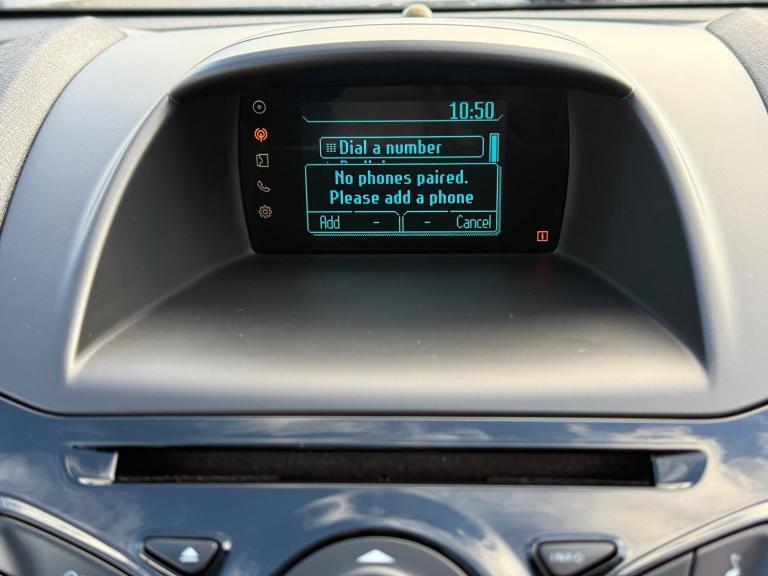 10:50
Dial a number
No phones paired.
Please add a phone
Add - - Cancel
INFO